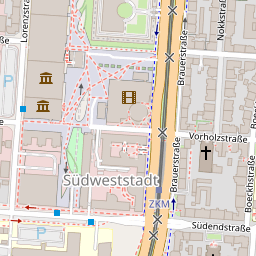 Lorenzstraße
Brauerstraße
Nokkstraße
P
Vorholzstraße
Brauerstraße
Südweststadt
ZKM
Boeckhstraße
Südendstraße
P